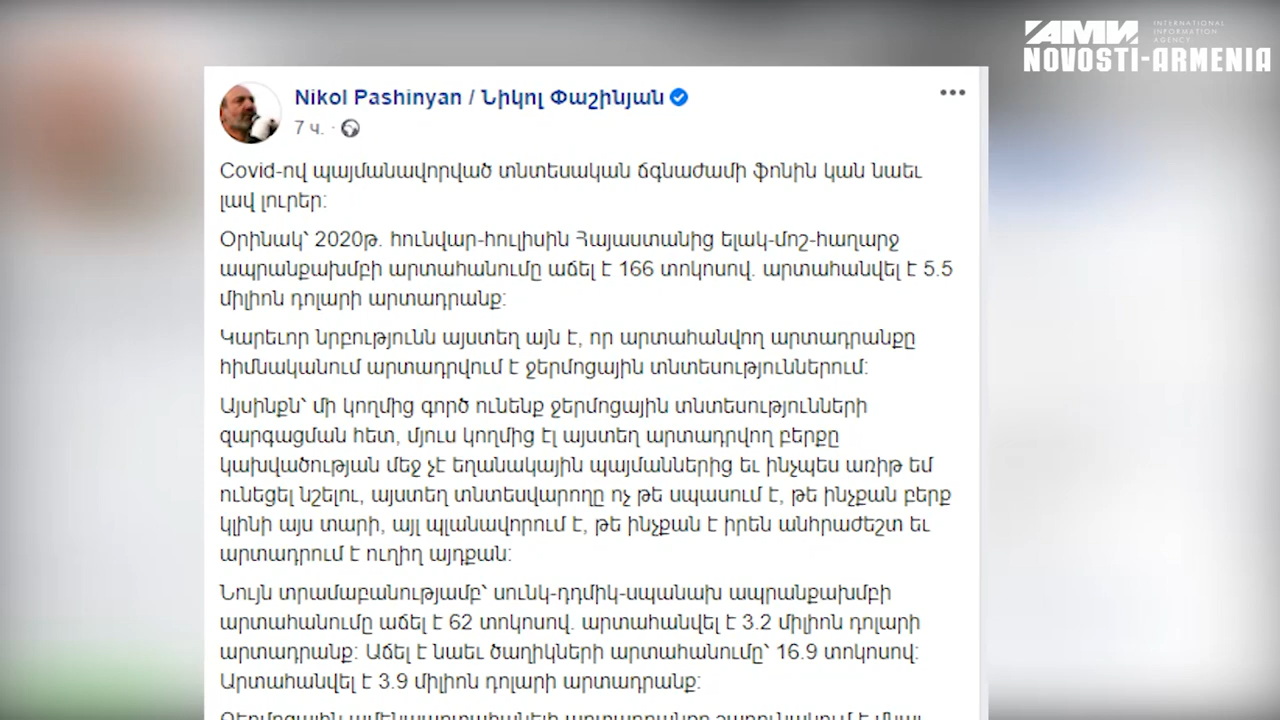 АМИ
INTERNATIONAL
INFORMATION
AGENCY
NOVOSTI-ARMENIA
Nikol Pashinyan / Նիկոլ Փաշինյան
7 ч. ·
Covid-ով պայմանավորված տնտեսական ճգնաժամի ֆոնին կան նաեւ
լավ լուրեր:
Օրինակ՝ 2020թ. հունվար-հուլիսին Հայաստանից ելակ-մոշ-հաղարջ
ապրանքախմբի արտահանումը աճել է 166 տոկոսով. արտահանվել է 5.5
միլիոն դոլարի արտադրանք:
Կարեւոր նրբությունն այստեղ այն է, որ արտահանվող արտադրանքը
հիմնականում արտադրվում է ջերմոցային տնտեսություններում:
Այսինքն՝ մի կողմից գործ ունենք ջերմոցային տնտեսությունների
զարգացման հետ, մյուս կողմից էլ այստեղ արտադրվող բերքը
կախվածության մեջ չէ եղանակային պայմաններից եւ ինչպես առիթ եմ
ունեցել նշելու, այստեղ տնտեսվարողը ոչ թե սպասում է, թե ինչքան բերք
կլինի այս տարի, այլ պլանավորում է, թե ինչքան է իրեն անհրաժեշտ եւ
արտադրում է ուղիղ այդքան:
Նույն տրամաբանությամբ՝ սունկ-դդմիկ-սպանախ ապրանքախմբի
արտահանումը աճել է 62 տոկոսով. արտահանվել է 3.2 միլիոն դոլարի
արտադրանք: Աճել է նաեւ ծաղիկների արտահանումը՝ 16.9 տոկոսով:
Արտահանվել է 3.9 միլիոն դոլարի արտադրանք:
Ջերմոցային ամենաարտահանելի արտադրանքը շարունակում է մնալ